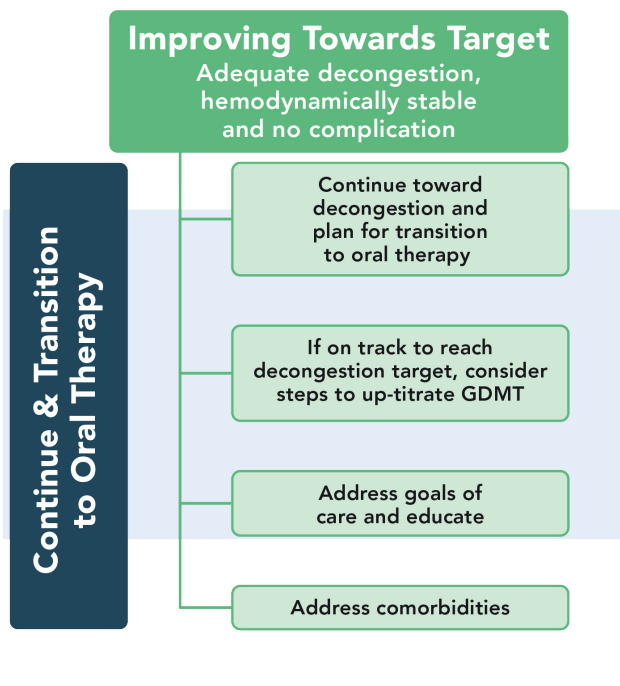 Improving Towards Target
Adequate decongestion,
hemodynamically stable
and no complication
Continue & Transition
to Oral Therapy
Continue toward
decongestion and
plan for transition
to oral therapy
If on track to reach
decongestion target, consider
steps to up-titrate GDMT
Address goals of
care and educate
Address comorbidities